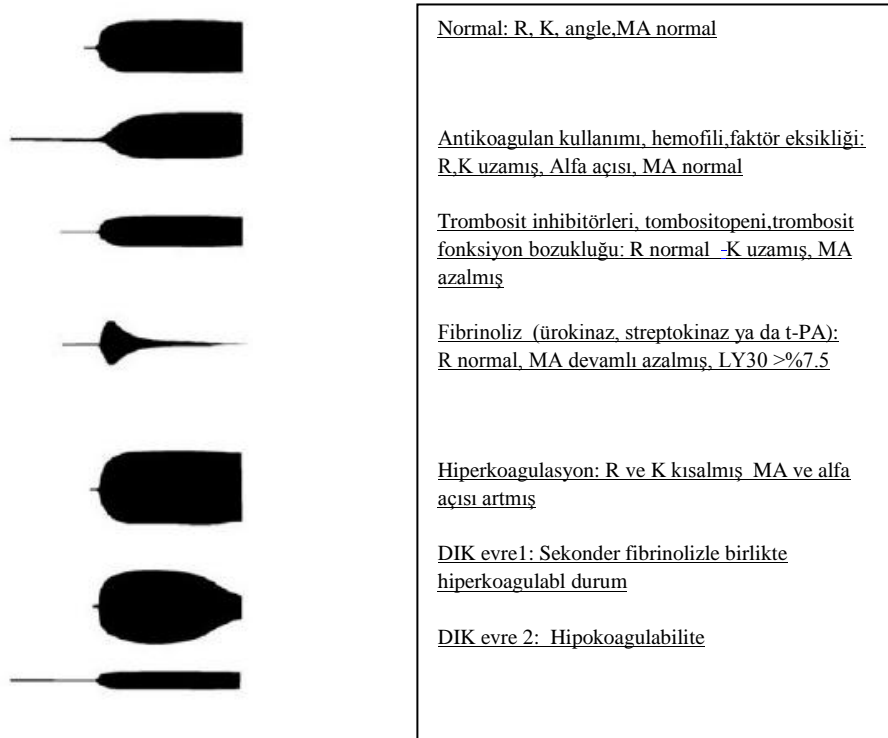 Normal: R, K, angle,MA normal
Antikoagulan kullanımı, hemofili,faktör eksikliği:
R,K uzamış, Alfa açısı, MA normal
Trombosit inhibitörleri, tombositopeni,trombosit
fonksiyon bozukluğu: R normal -K uzamış, MA
azalmış
Fibrinoliz (ürokinaz, streptokinaz ya da t-PA):
R normal, MA devamlı azalmış, LY30 >%7.5
Hiperkoagulasyon: R ve K kısalmış MA ve alfa
açısı artmış
DIK evre1: Sekonder fibrinolizle birlikte
hiperkoagulabl durum
DIK evre 2: Hipokoagulabilite